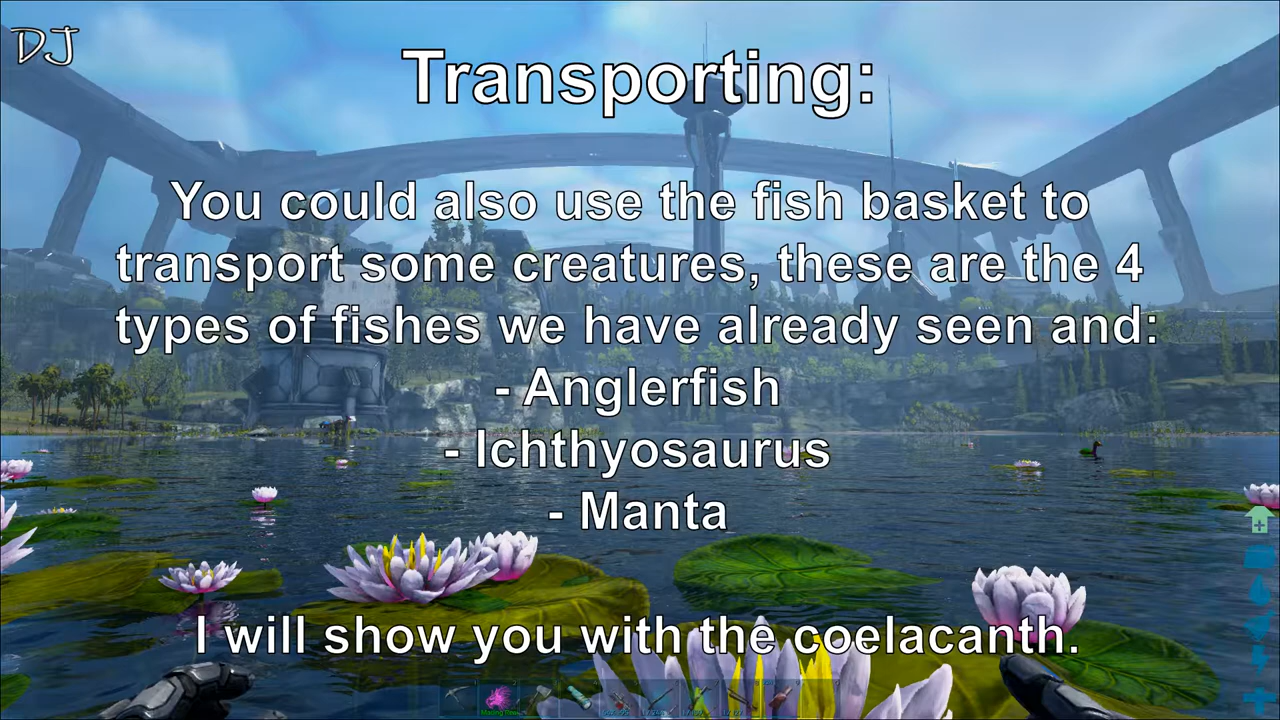 DJ
Transporting:
You could also use the fish basket to
transport some creatures, these are the 4
types of fishes we have already seen and:
- Anglerfish
- Ichthyosaurus
- Manta
I will show you with the coelacanth.